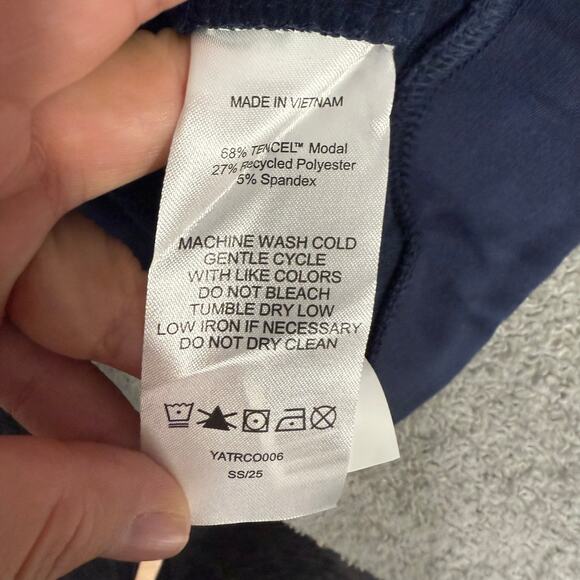 MADE IN VIETNAM
68% TENCEL™ Modal
27% Recycled Polyester
5% Spandex
MACHINE WASH COLD
GENTLE CYCLE
WITH LIKE COLORS
DO NOT BLEACH
TUMBLE DRY LOW
LOW IRON IF NECESSARY
DO NOT DRY CLEAN
YATRCO006
SS/25